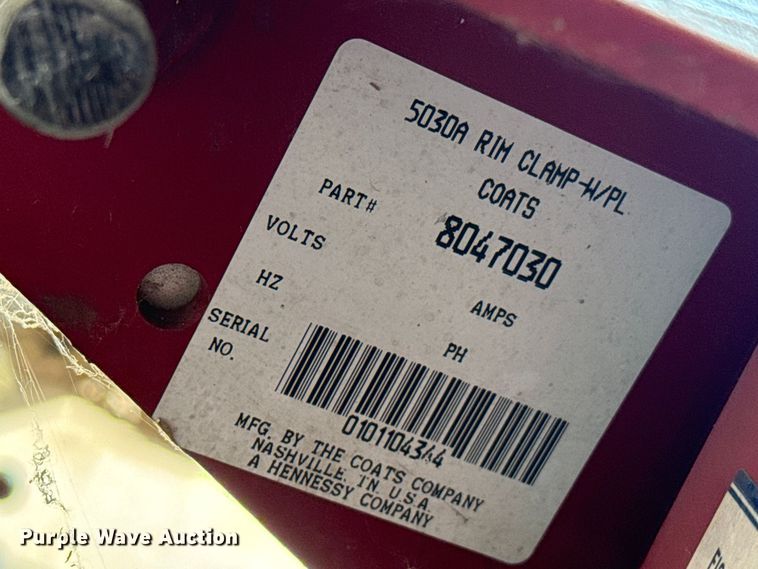 5030A RIM CLAMP-W/PL
COATS
PART# 8047030
VOLTS AMPS
HZ PH
SERIAL
NO.
0101104344
MFG. BY THE COATS COMPANY
NASHVILLE. TN U.S.A.
A HENNESSY COMPANY
Purple Wave Auction